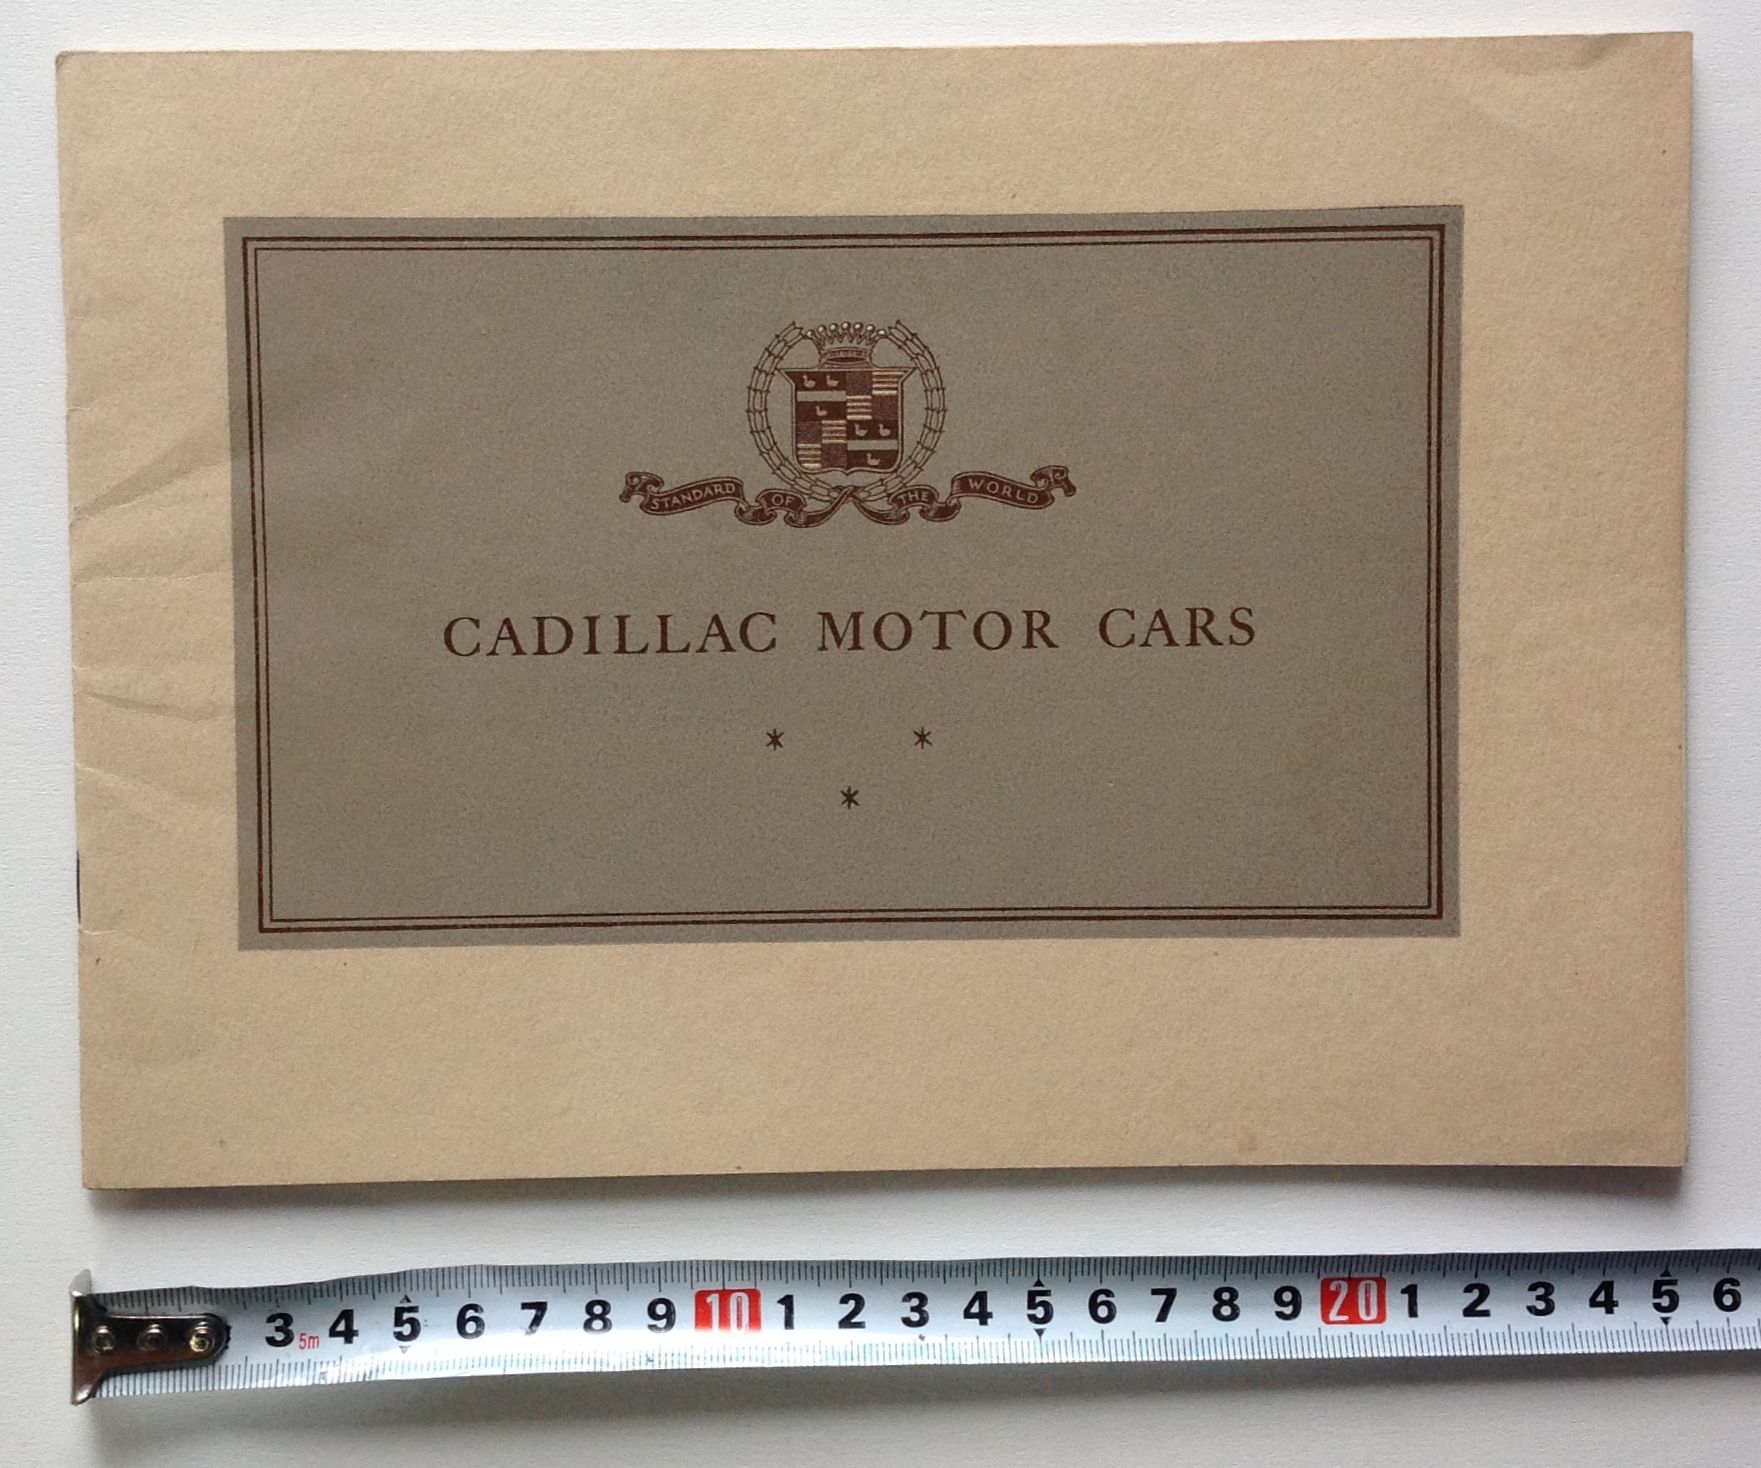 STANDARD OF THE WORLD
CADILLAC MOTOR CARS
* *
*
3 5m 4 5 6 7 8 9 10 1 2 3 4 5 6 7 8 9 20 1 2 3 4 5 6